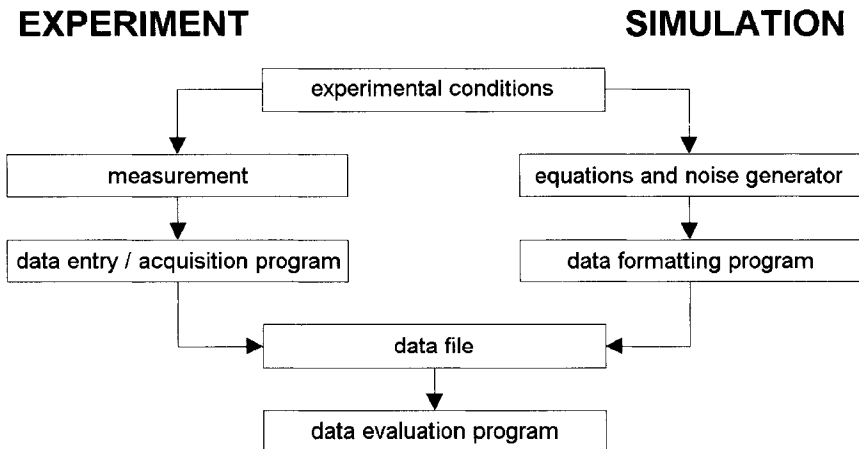 EXPERIMENT
SIMULATION
experimental conditions
measurement
equations and noise generator
data entry / acquisition program
data formatting program
data file
data evaluation program